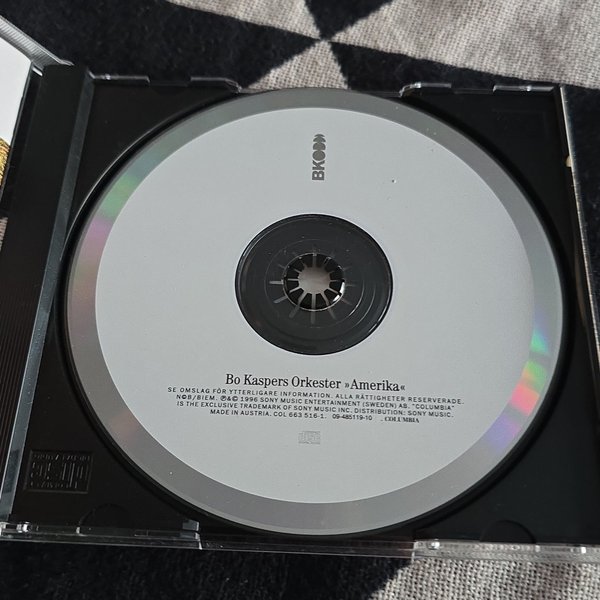 BKO
Bo Kaspers Orkester »Amerika«
SE OMSLAG FÖR YTTERLIGARE INFORMATION. ALLA RÄTTIGHETER RESERVERADE.
N©B/BIEM. ℗&© 1996 SONY MUSIC ENTERTAINMENT (SWEDEN) AB. "COLUMBIA"
IS THE EXCLUSIVE TRADEMARK OF SONY MUSIC INC. DISTRIBUTION: SONY MUSIC.
MADE IN AUSTRIA. COL 663 516-1. 09-485119-10 COLUMBIA